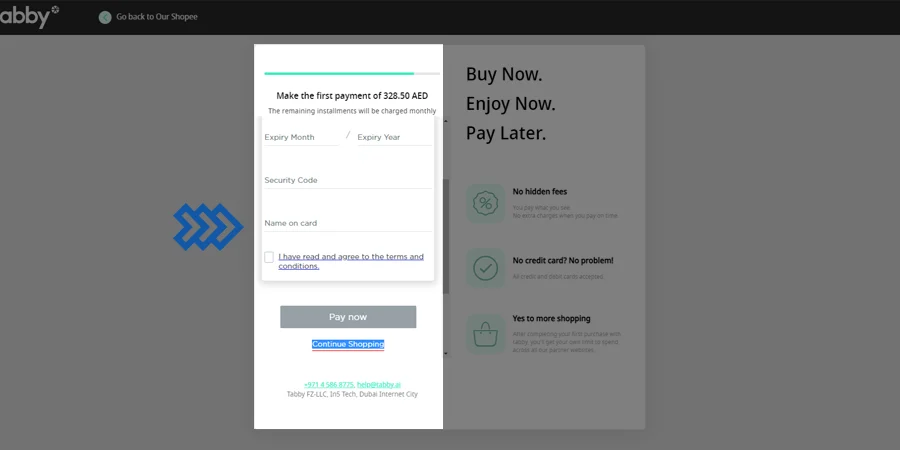 tabby
Go back to Our Shopee
Make the first payment of 328.50 AED
The remaining installments will be charged monthly
Expiry Month / Expiry Year
Security Code
Name on card
I have read and agree to the terms and
conditions.
Pay now
Continue Shopping
+971 4 586 8775, help@tabby.ai
Tabby FZ-LLC, In5 Tech, Dubai Internet City
Buy Now.
Enjoy Now.
Pay Later.
No hidden fees
You pay what you see.
No extra charges when you pay on time.
No credit card? No problem!
All credit and debit cards accepted
Yes to more shopping
After completing your first purchase with
tabby, you'll get your own limit to spend
across all our partner websites.